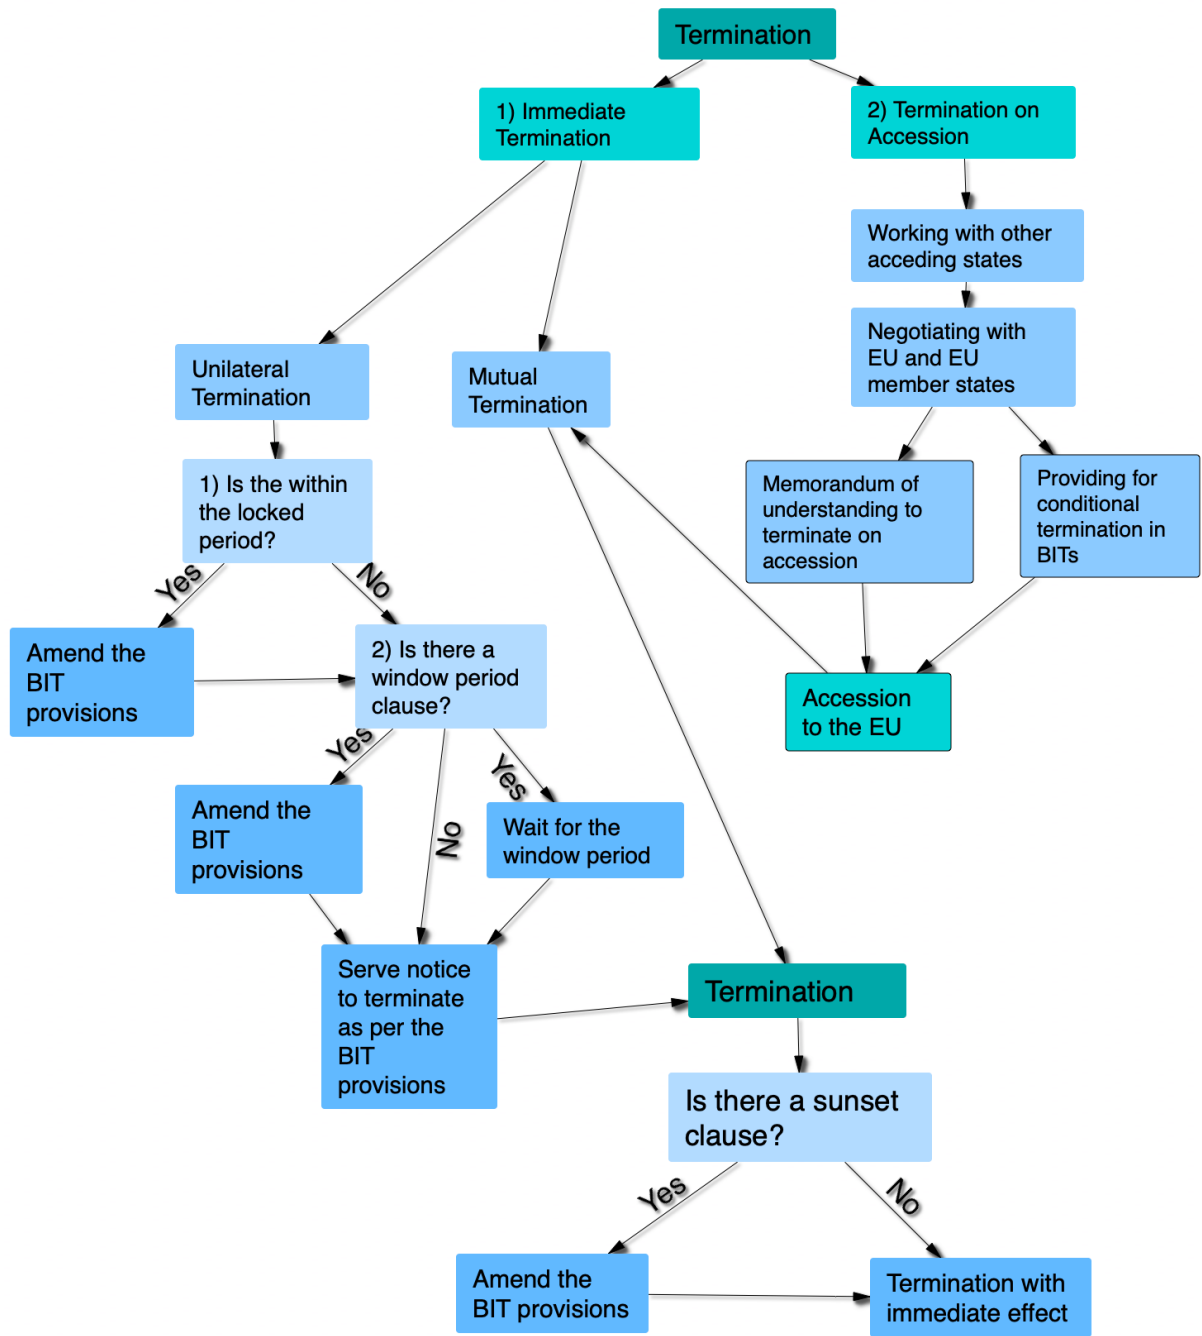 Termination
1) Immediate
Termination
2) Termination on
Accession
Working with other
acceding states
Negotiating with
EU and EU
member states
Unilateral
Termination
Mutual
Termination
Memorandum of
understanding to
terminate on
accession
Providing for
conditional
termination in
BITs
1) Is the within
the locked
period?
Yes
No
Amend the
BIT
provisions
2) Is there a
window period
clause?
Accession
to the EU
Yes
No
Yes
Amend the
BIT
provisions
Wait for the
window period
Serve notice
to terminate
as per the
BIT
provisions
Termination
Is there a sunset
clause?
Yes
No
Amend the
BIT provisions
Termination with
immediate effect